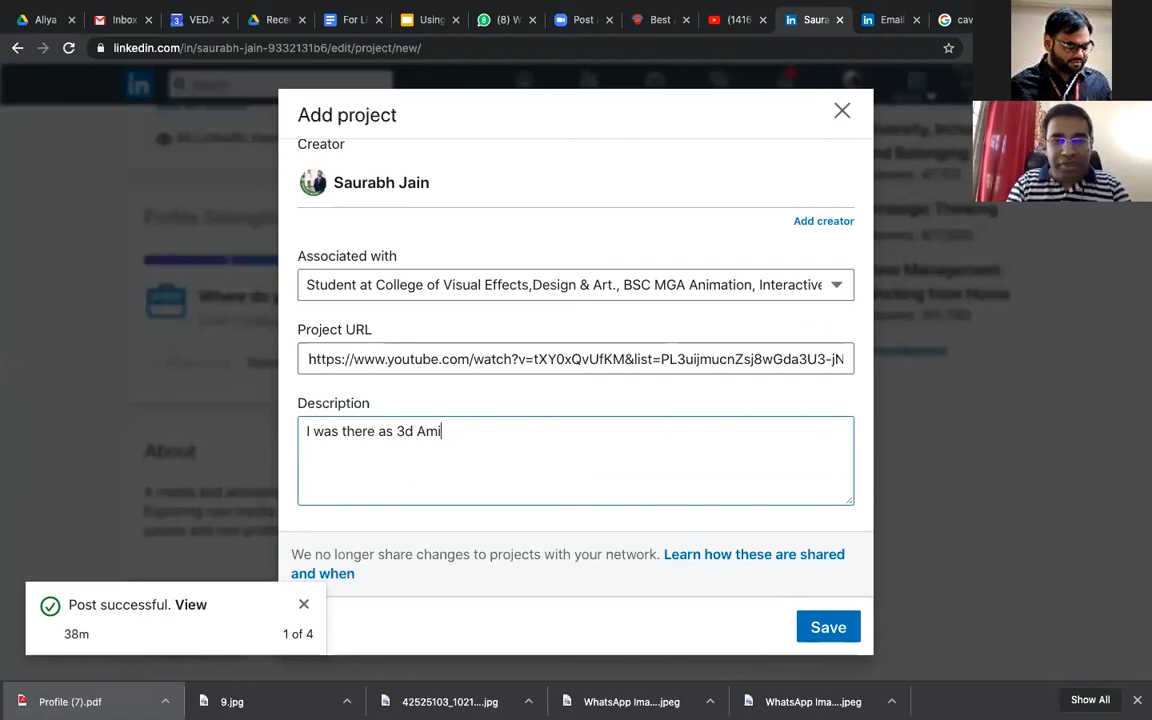 Aliya
Inbox
VEDA
Recen
For Li
Using
(8) W
Post
Best
(1416
Saura
Email
cav
linkedin.com/in/saurabh-jain-9332131b6/edit/project/new/
Add project
Creator
Saurabh Jain
Add creator
Associated with
Student at College of Visual Effects,Design & Art., BSC MGA Animation, Interactive
Project URL
https://www.youtube.com/watch?v=tXY0xQvUfKM&list=PL3uijmucnZsj8wGda3U3-jN
Description
I was there as 3d Ami
We no longer share changes to projects with your network. Learn how these are shared
and when
Post successful. View
38m
1 of 4
Save
About
Profile (7).pdf
9.jpg
42525103_1021....jpg
WhatsApp Ima....jpeg
WhatsApp Ima....jpeg
Show All